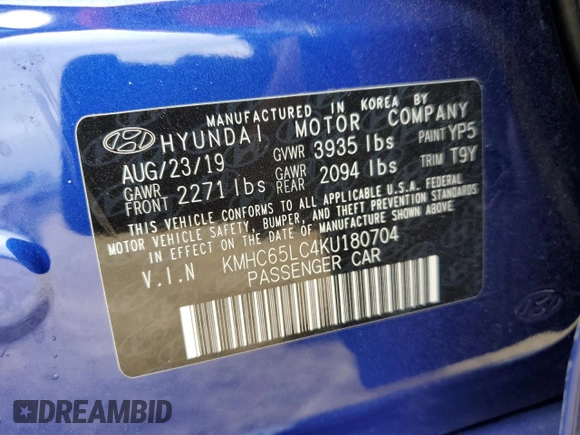 MANUFACTURED IN KOREA BY
HYUNDAI MOTOR COMPANY
AUG/23/19 GVWR 3935 lbs PAINT YP5
GAWR FRONT 2271 lbs GAWR REAR 2094 lbs TRIM T9Y
THIS VEHICLE CONFORMS TO ALL APPLICABLE U.S.A. FEDERAL
MOTOR VEHICLE SAFETY, BUMPER, AND THEFT PREVENTION STANDARDS
IN EFFECT ON THE DATE OF MANUFACTURE SHOWN ABOVE.
V.I.N KMHC65LC4KU180704
PASSENGER CAR
DREAMBID